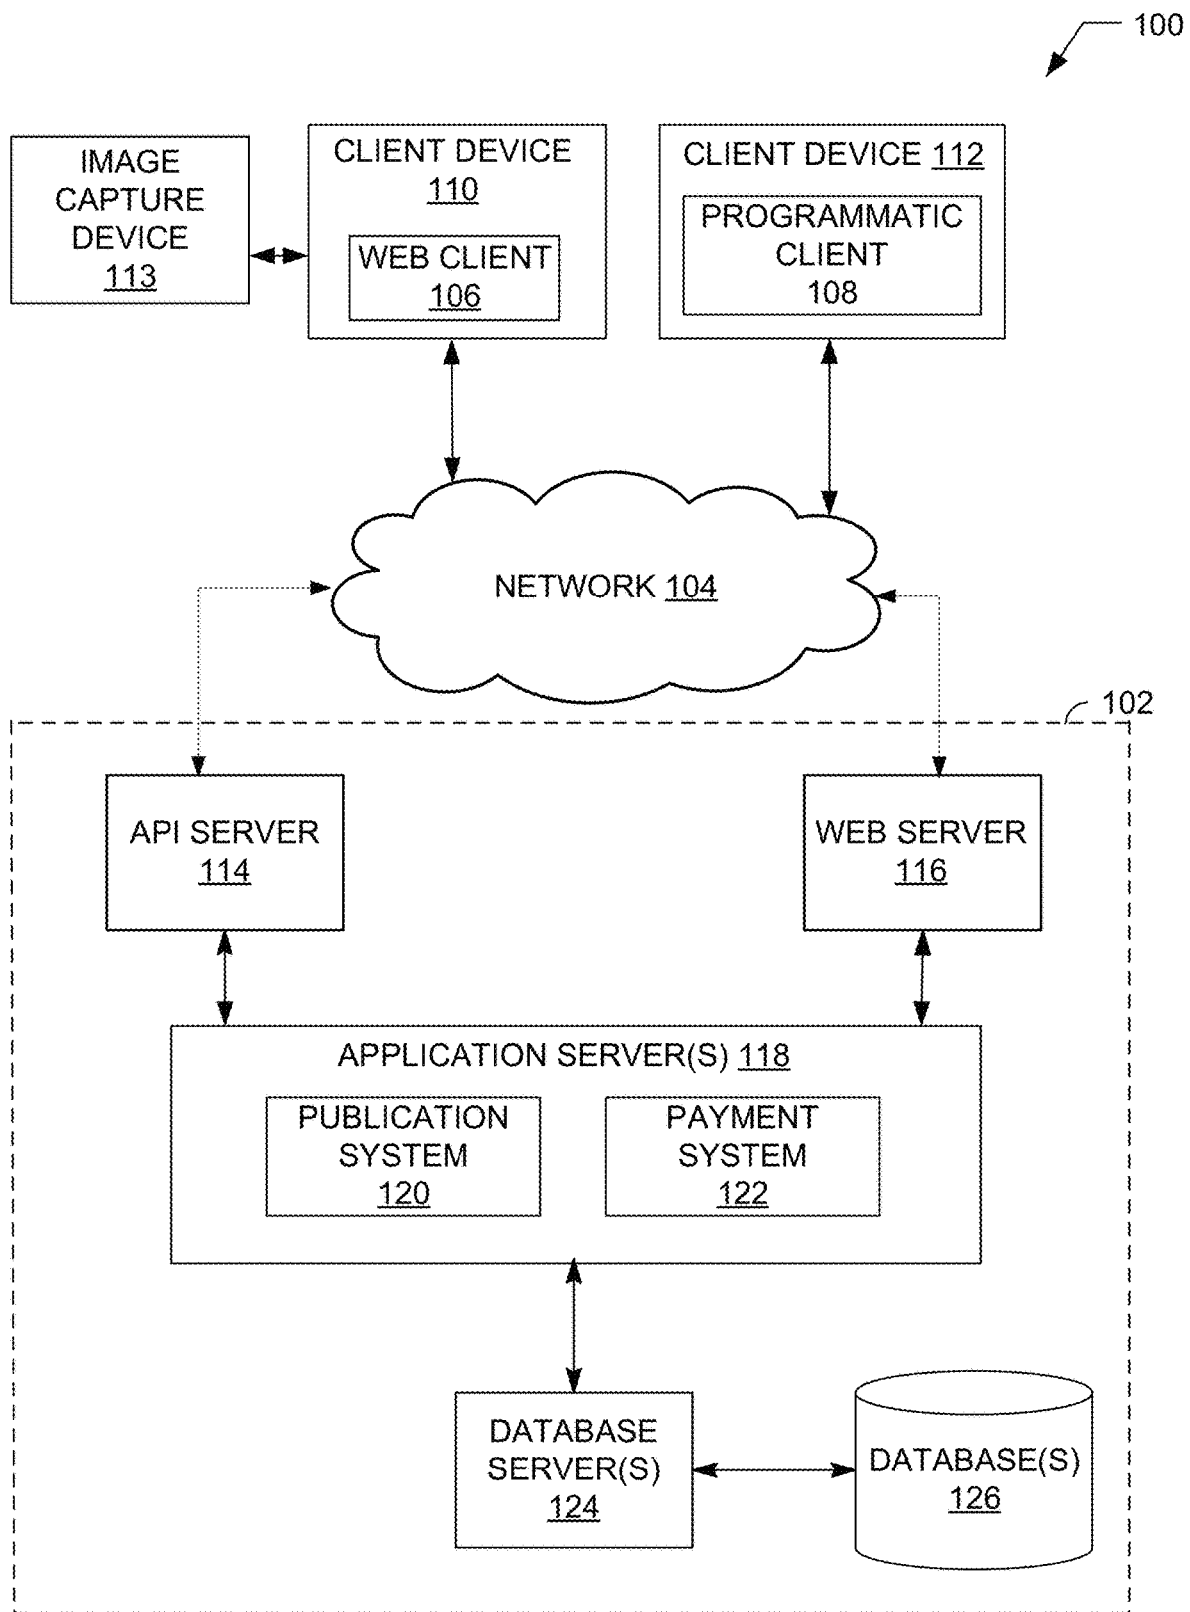 100
IMAGE
CAPTURE
DEVICE
113
CLIENT DEVICE
110
WEB CLIENT
106
CLIENT DEVICE 112
PROGRAMMATIC
CLIENT
108
NETWORK 104
102
API SERVER
114
WEB SERVER
116
APPLICATION SERVER(S) 118
PUBLICATION
SYSTEM
120
PAYMENT
SYSTEM
122
DATABASE
SERVER(S)
124
DATABASE(S)
126